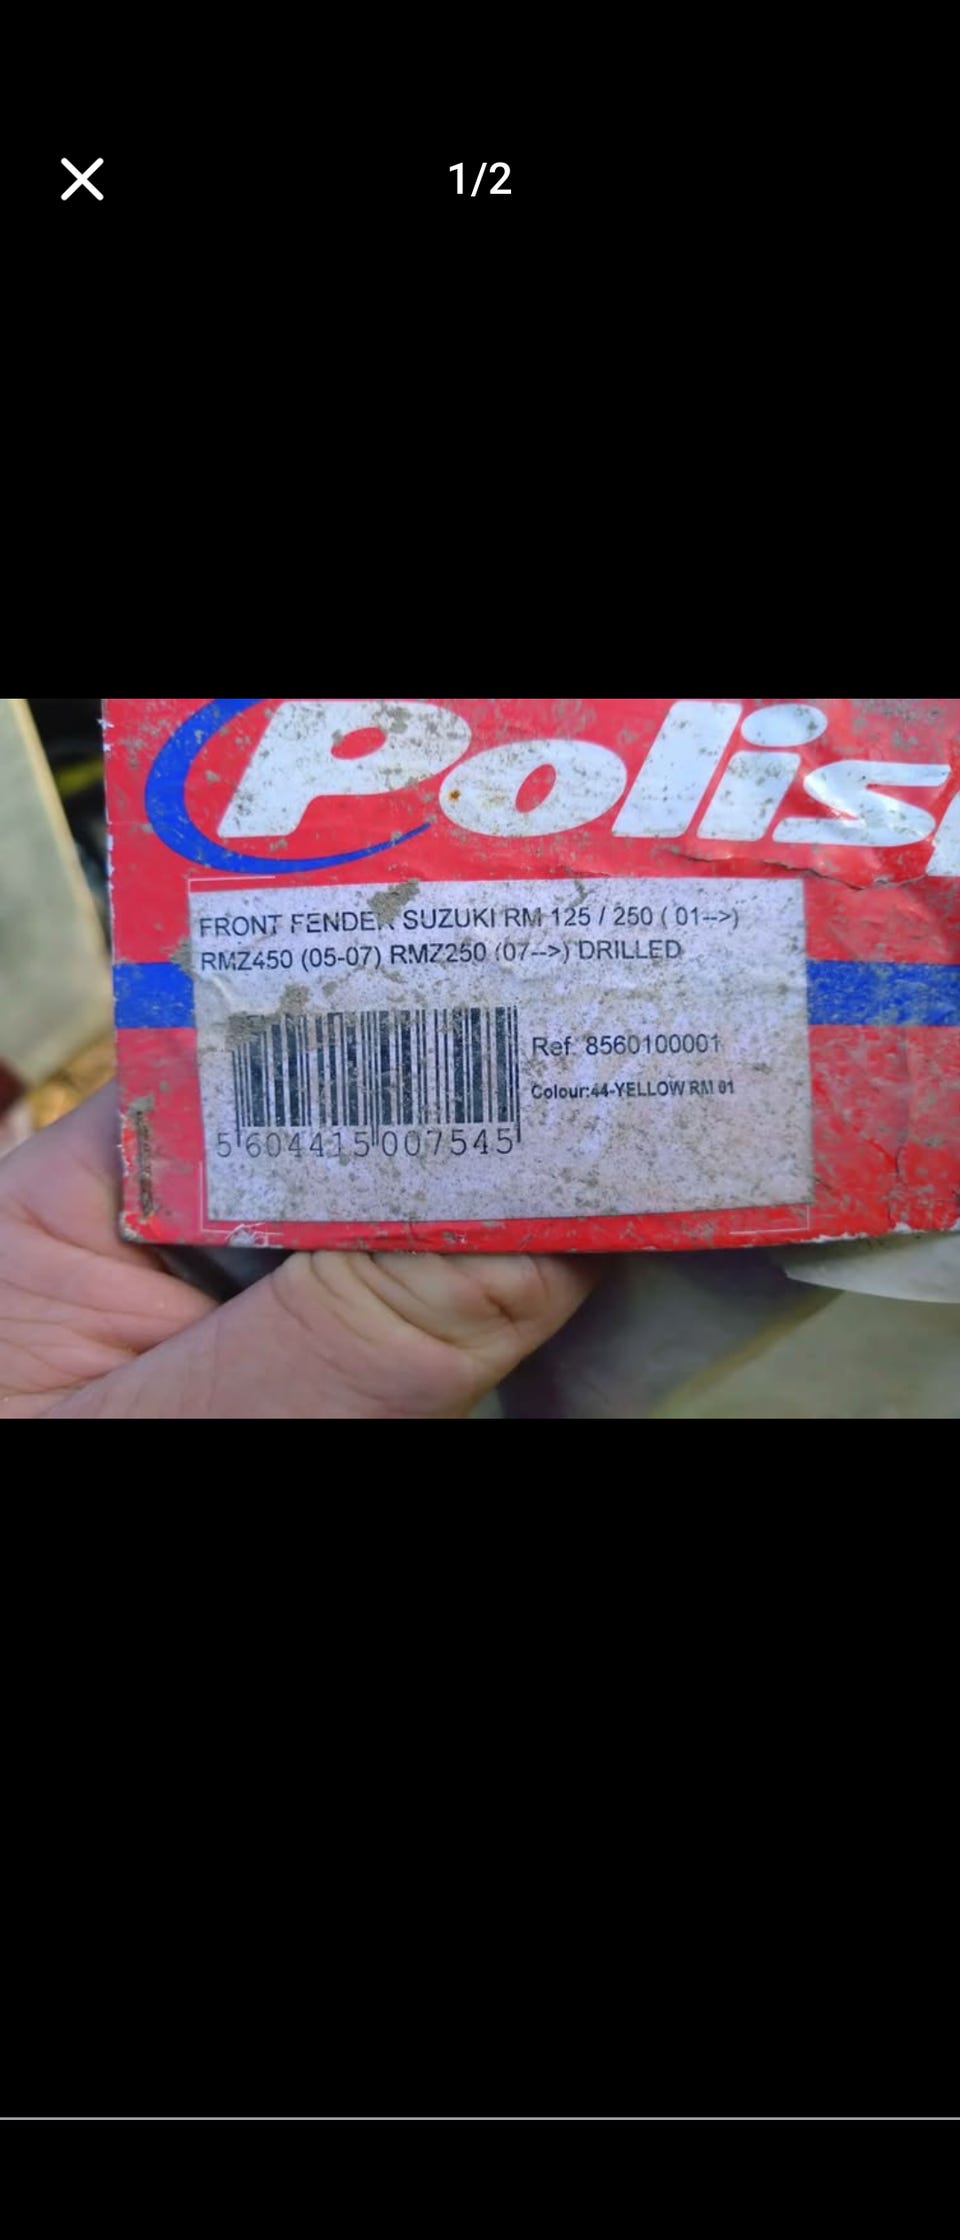 1/2
Polis
FRONT FENDER SUZUKI RM 125 / 250 ( 01-->)
RMZ450 (05-07) RMZ250 (07-->) DRILLED
Ref: 8560100001
Colour:44-YELLOW RM 01
5 604415 007545